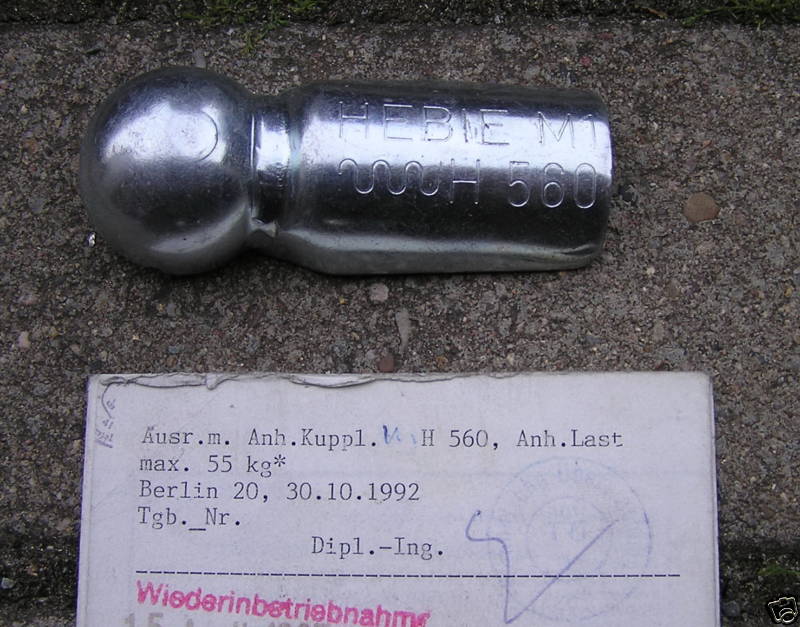 HEBIE M1
H 560
Ausr.m. Anh.Kuppl. H 560, Anh.Last
max. 55 kg*
Berlin 20, 30.10.1992
Tgb._Nr.
Dipl.-Ing.
Wiederinbetriebnahme